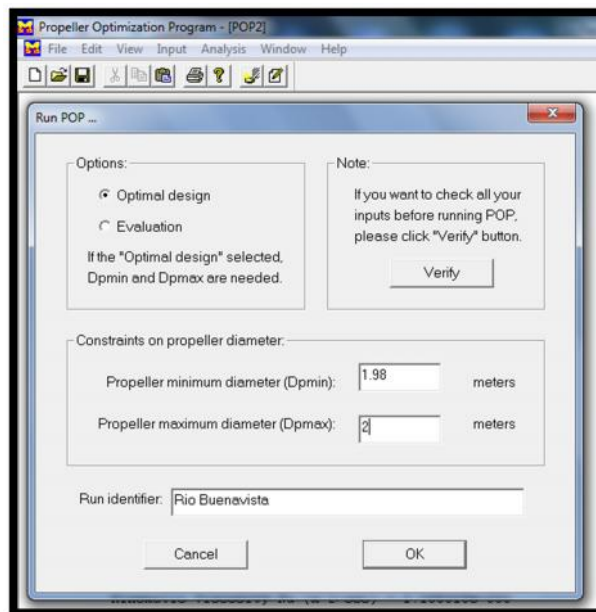 Propeller Optimization Program - [POP2]
File Edit View Input Analysis Window Help
Run POP ...
Options:
Optimal design
Evaluation
If the "Optimal design" selected,
Dpmin and Dpmax are needed.
Note:
If you want to check all your
inputs before running POP,
please click "Verify" button.
Verify
Constraints on propeller diameter:
Propeller minimum diameter (Dpmin): 1.98 meters
Propeller maximum diameter (Dpmax): 2 meters
Run identifier: Rio Buenavista
Cancel OK